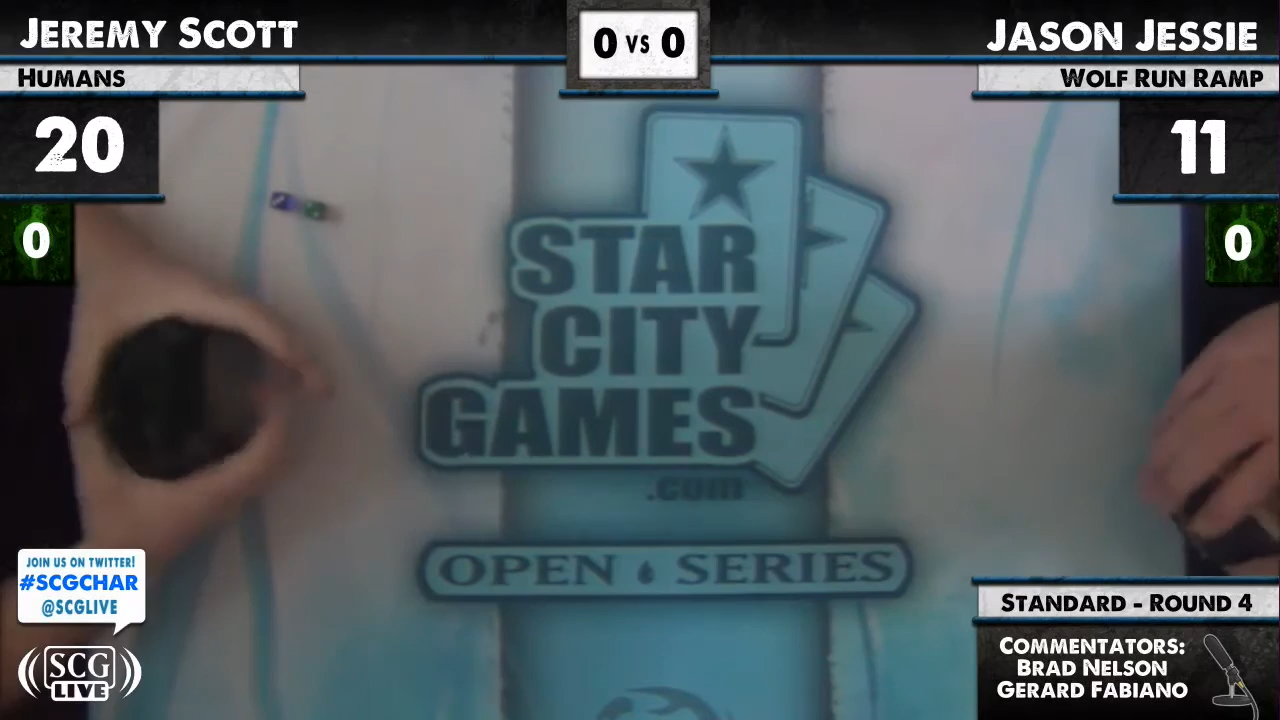 JEREMY SCOTT
0 VS 0
JASON JESSIE
HUMANS
WOLF RUN RAMP
20
11
0
0
STAR
CITY
GAMES
.com
OPEN SERIES
JOIN US ON TWITTER!
#SCGCHAR
@SCGLIVE
SCG
LIVE
STANDARD - ROUND 4
COMMENTATORS:
BRAD NELSON
GERARD FABIANO